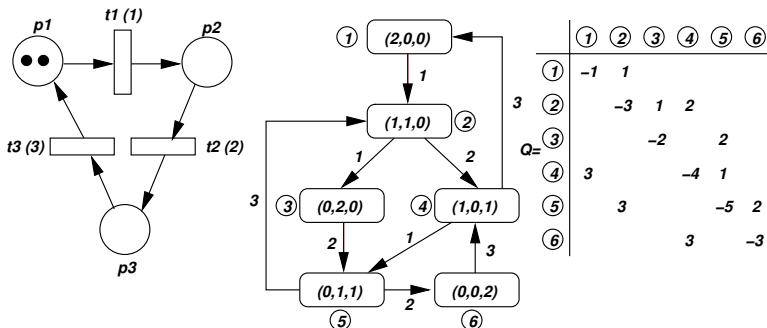 p1
t1 (1)
p2
t3 (3)
t2 (2)
p3
1
(2,0,0)
1
3
(1,1,0)
2
1
2
3
3
(0,2,0)
4
(1,0,1)
2
1
3
(0,1,1)
2
(0,0,2)
5
6
1 2 3 4 5 6
1 -1 1
2 -3 1 2
3 -2 2
Q=
4 3 -4 1
5 3 -5 2
6 3 -3